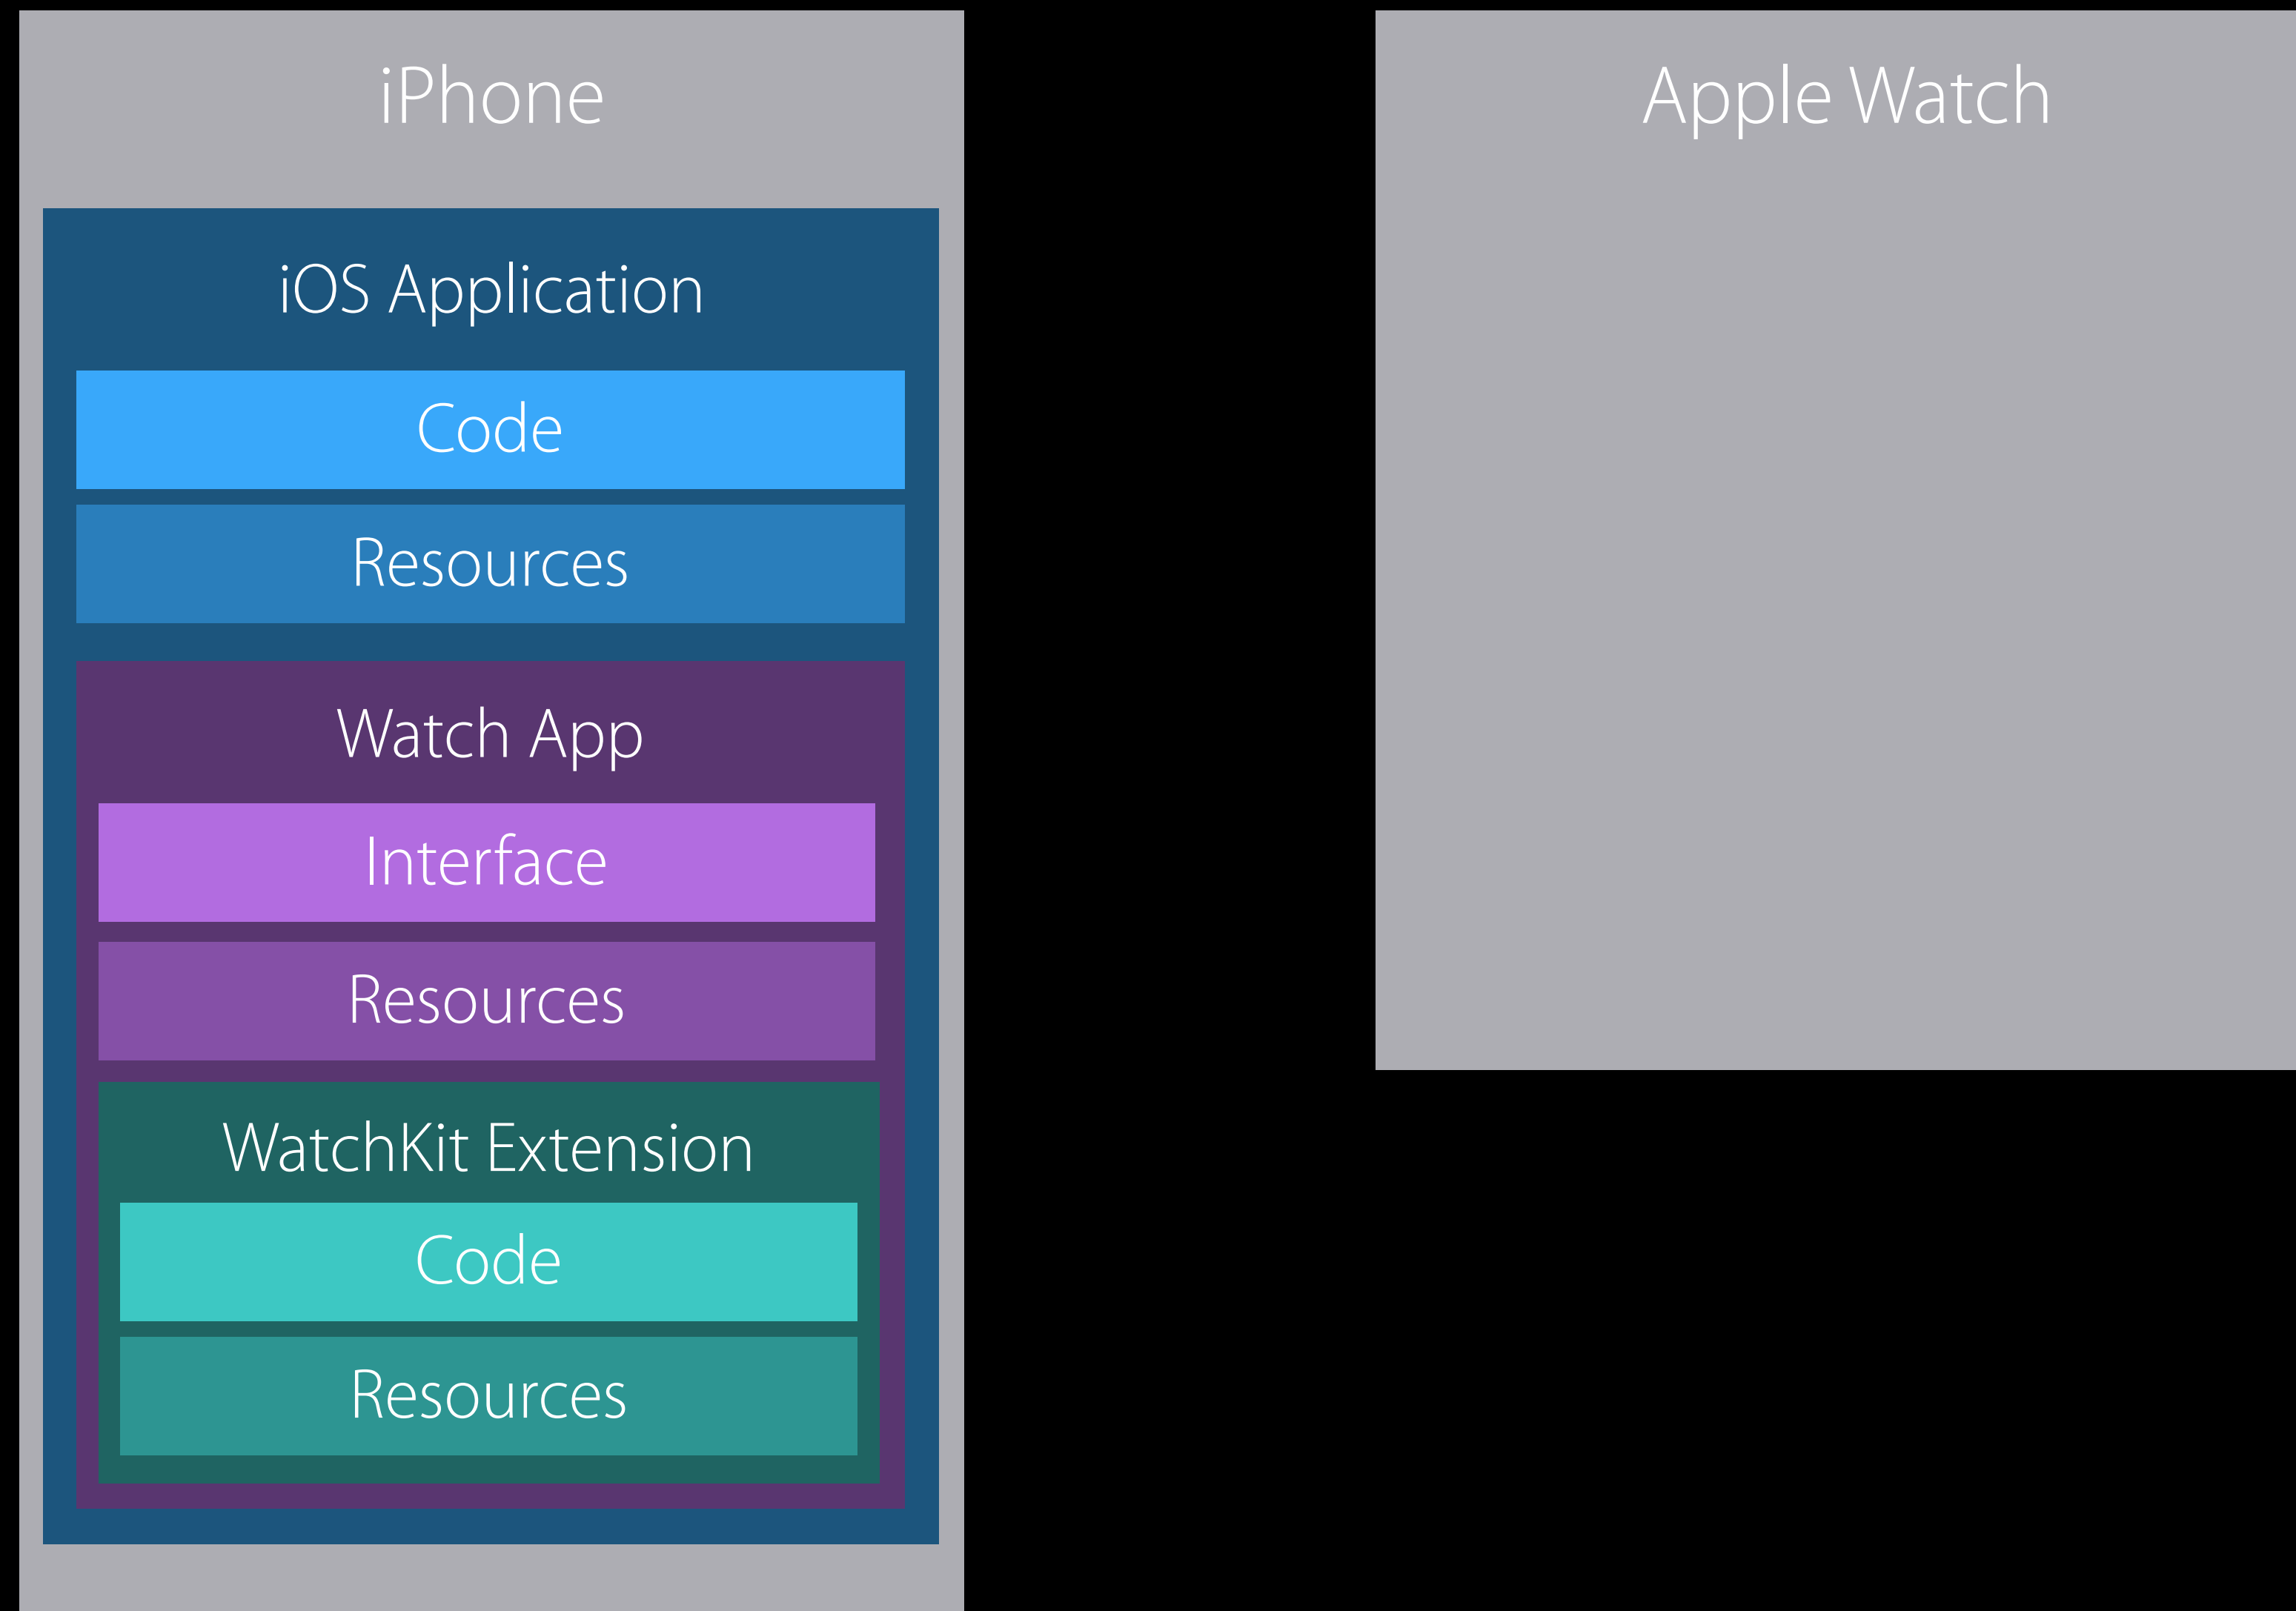 iPhone
iOS Application
Code
Resources
Watch App
Interface
Resources
WatchKit Extension
Code
Resources
Apple Watch